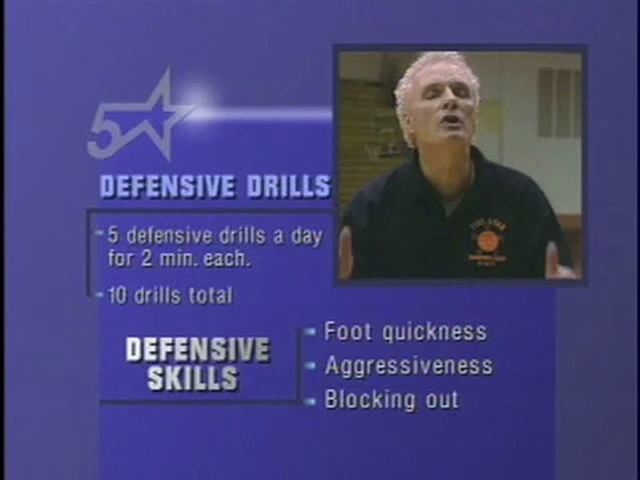 5
DEFENSIVE DRILLS
5 defensive drills a day
for 2 min. each.
10 drills total
DEFENSIVE
SKILLS
Foot quickness
Aggressiveness
Blocking out